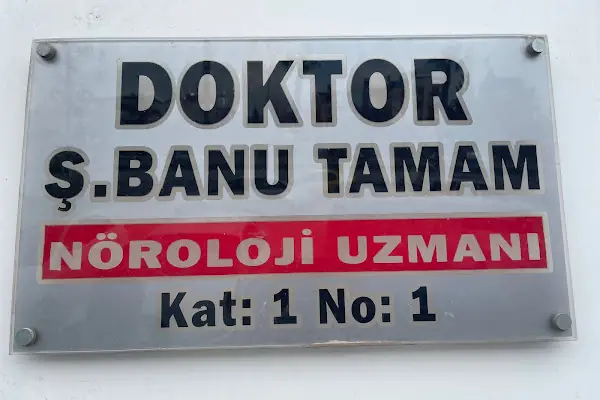 DOKTOR
Ş.BANU TAMAM
NÖROLOJİ UZMANI
Kat: 1 No: 1